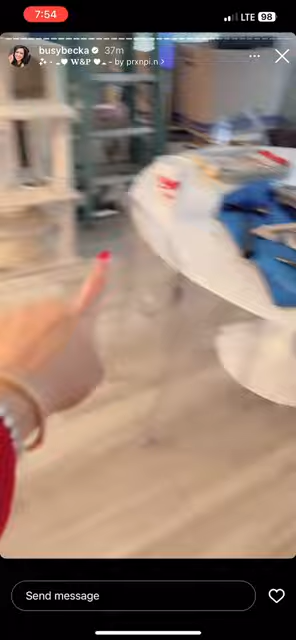 7:54
LTE 98
busybecka 37m
W&P - by prxnpi.n >
Send message